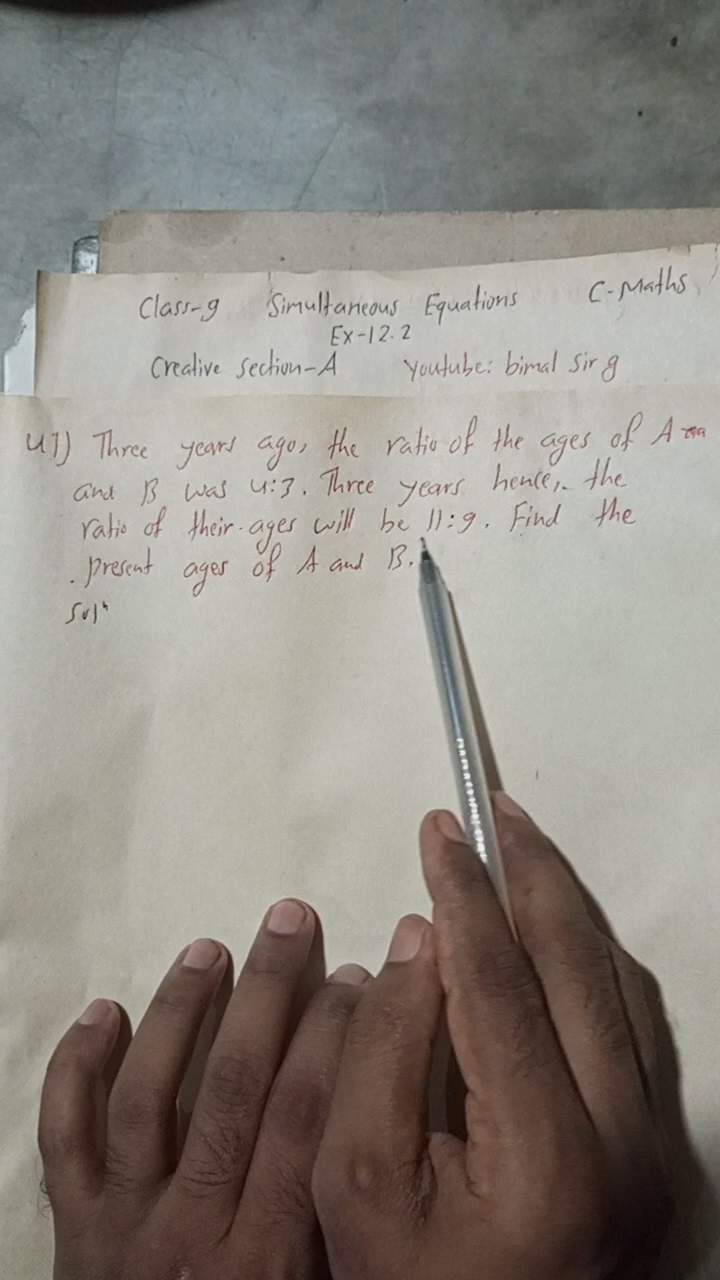 Class-9 Simultaneous Equations C-Maths
Ex-12.2
Creative section-A Youtube: bimal sir g
47) Three years ago, the ratio of the ages of A
and B was 4:3. Three years hence, the
ratio of their ages will be 11:9. Find the
present ages of A and B.
Solⁿ